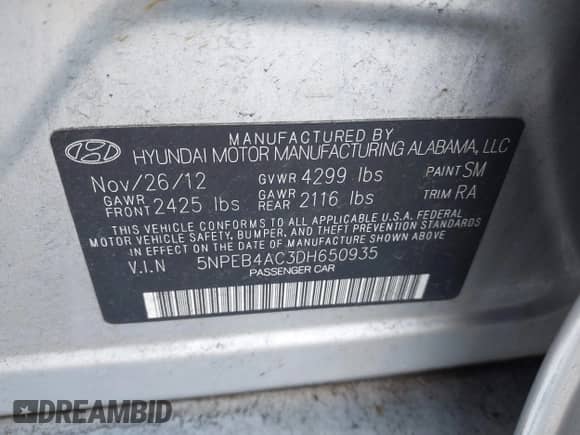 MANUFACTURED BY
HYUNDAI MOTOR MANUFACTURING ALABAMA, LLC
Nov/26/12 GVWR 4299 lbs PAINT SM
GAWR FRONT 2425 lbs GAWR REAR 2116 lbs TRIM RA
THIS VEHICLE CONFORMS TO ALL APPLICABLE U.S.A. FEDERAL
MOTOR VEHICLE SAFETY, BUMPER, AND THEFT PREVENTION STANDARDS
IN EFFECT ON THE DATE OF MANUFACTURE SHOWN ABOVE.
V.I.N 5NPEB4AC3DH650935
PASSENGER CAR
DREAMBID